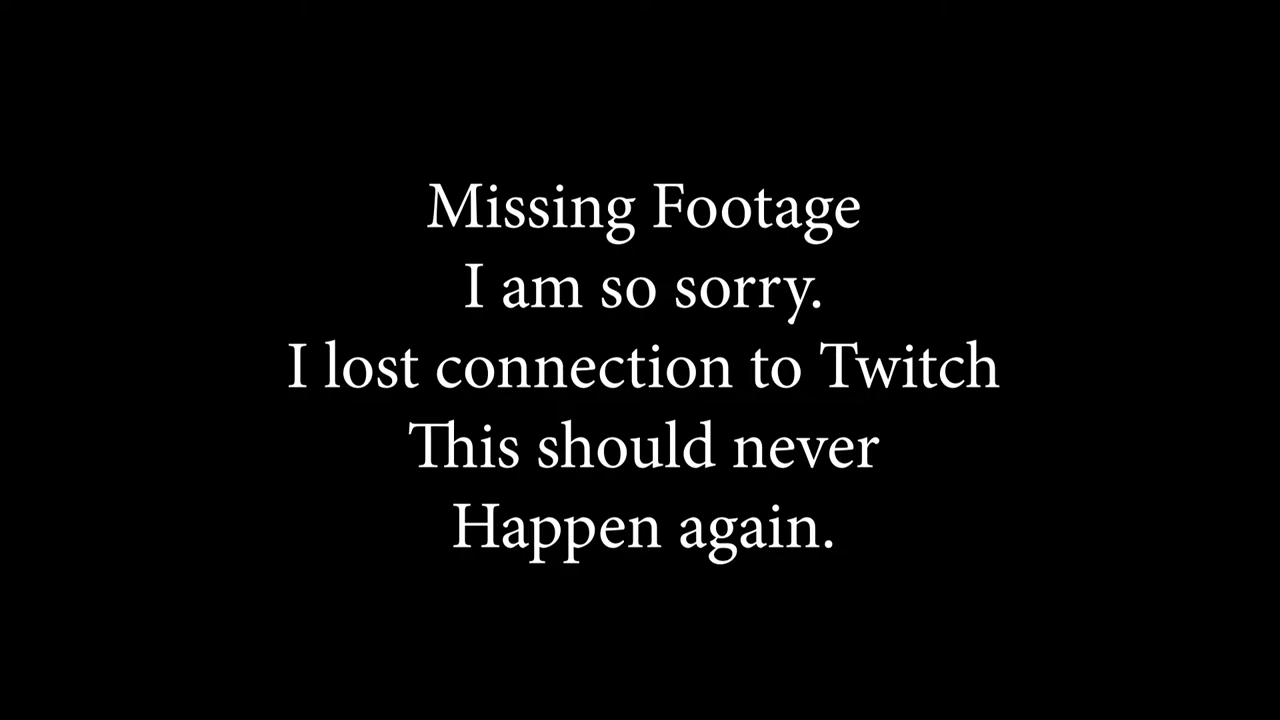 Missing Footage
I am so sorry.
I lost connection to Twitch
This should never
Happen again.